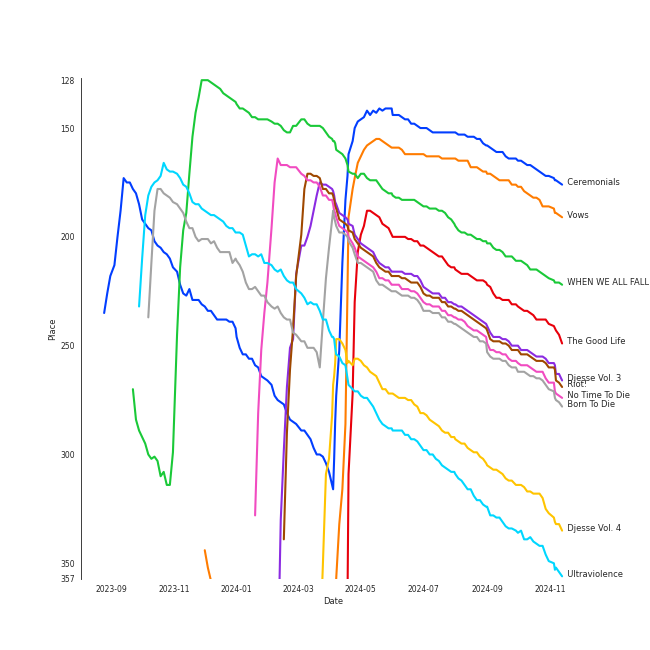 128
150
200
250
300
350
357
Place
2023-09
2023-11
2024-01
2024-03
2024-05
2024-07
2024-09
2024-11
Date
Ceremonials
Vows
WHEN WE ALL FALL
The Good Life
Djesse Vol. 3
Riot!
No Time To Die
Born To Die
Djesse Vol. 4
Ultraviolence